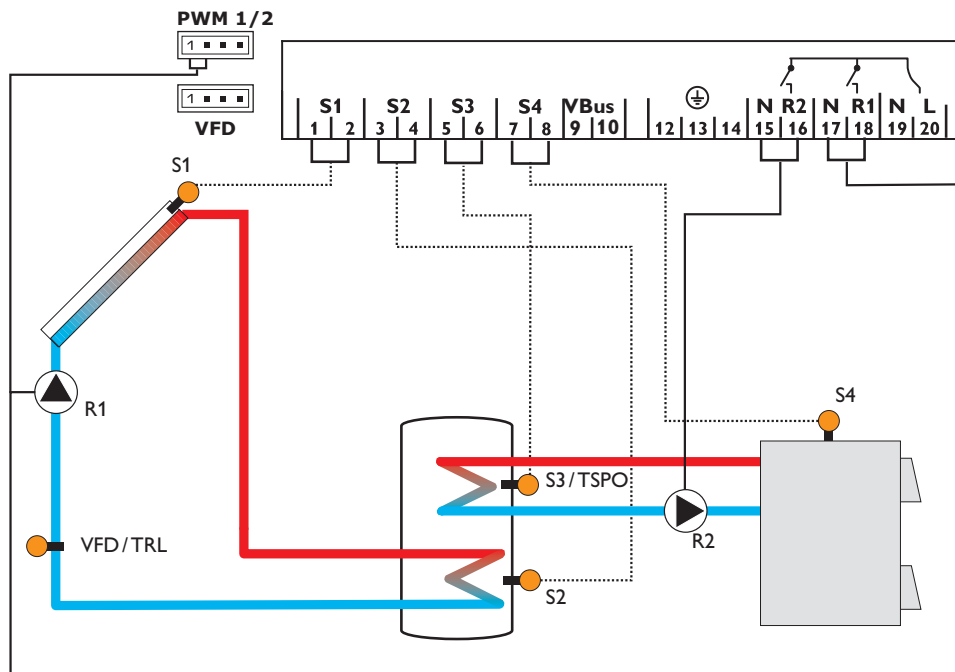 PWM 1/2
1
1
VFD
S1 S2 S3 S4 VBus N R2 N R1 N L
1 2 3 4 5 6 7 8 9 10 12 13 14 15 16 17 18 19 20
S1
R1
S4
S3 / TSPO
R2
VFD / TRL
S2